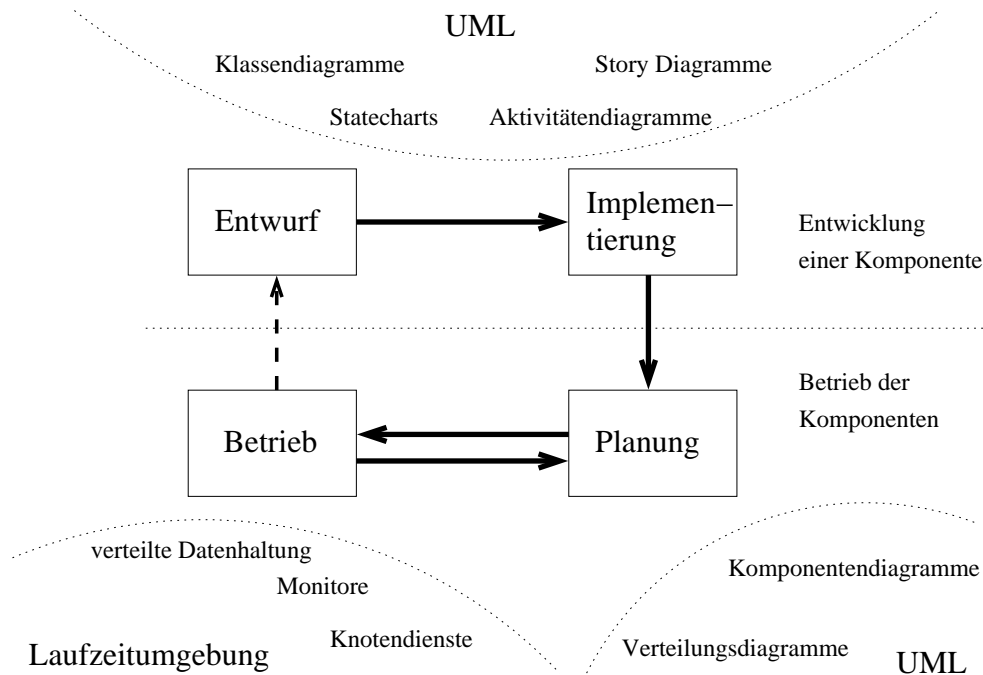 UML
Klassendiagramme
Story Diagramme
Statecharts
Aktivitätendiagramme
Entwurf
Implemen–
tierung
Entwicklung
einer Komponente
Betrieb
Planung
Betrieb der
Komponenten
verteilte Datenhaltung
Monitore
Knotendienste
Laufzeitumgebung
Komponentendiagramme
Verteilungsdiagramme
UML